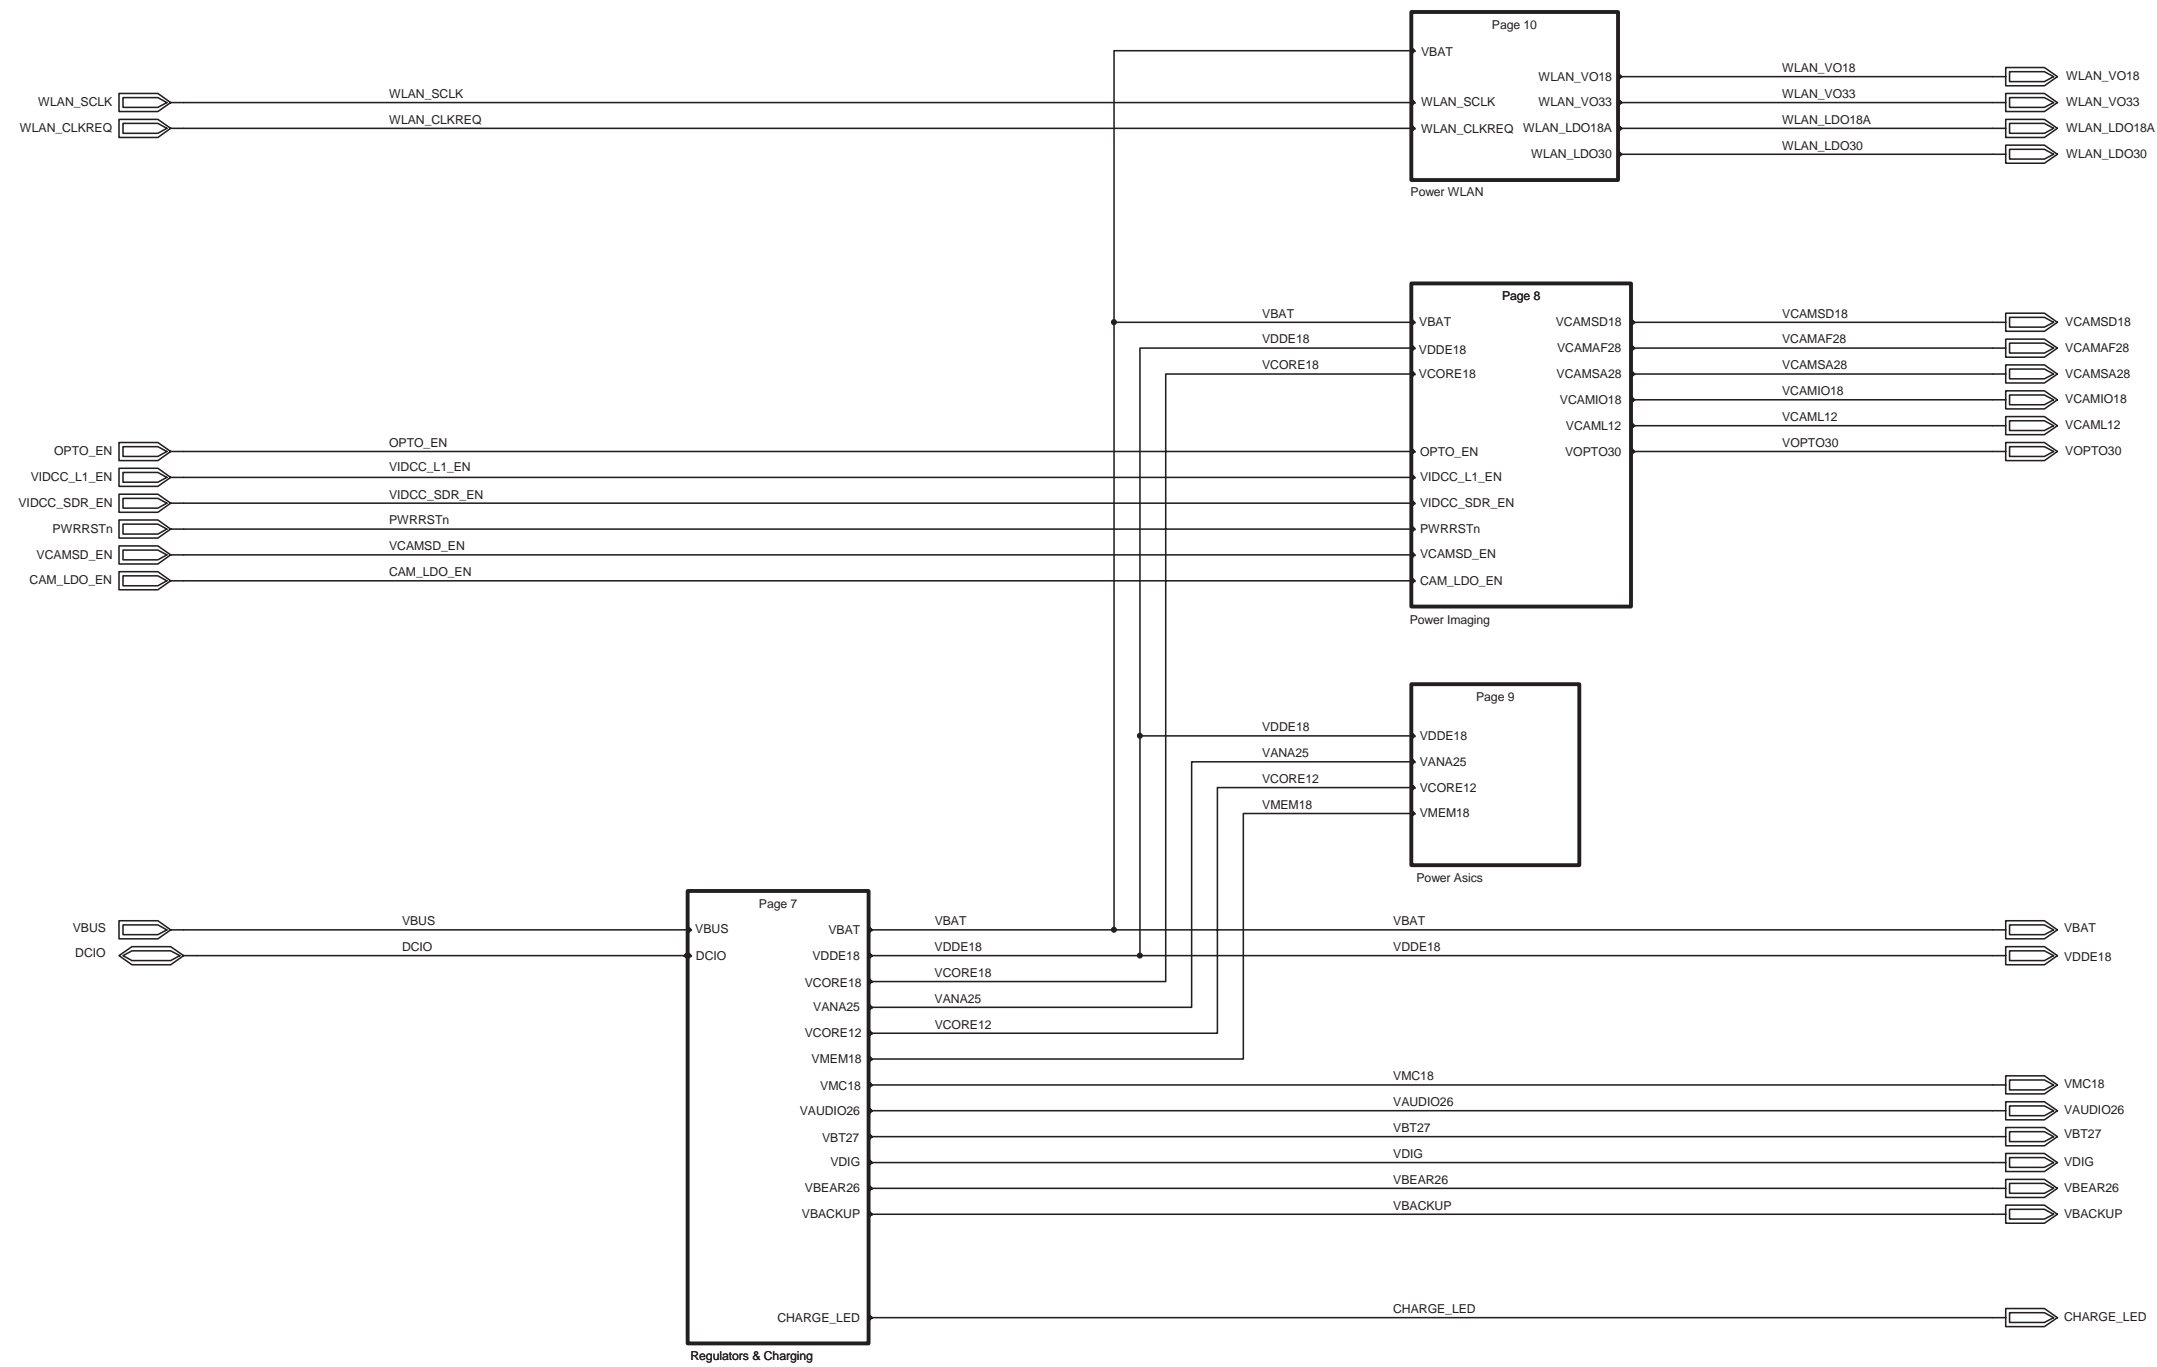 Page 10
VBAT
WLAN_VO18 WLAN_VO18 WLAN_VO18
WLAN_SCLK WLAN_SCLK WLAN_SCLK WLAN_VO33 WLAN_VO33 WLAN_VO33
WLAN_CLKREQ WLAN_CLKREQ WLAN_CLKREQ WLAN_LDO18A WLAN_LDO18A WLAN_LDO18A
WLAN_LDO30 WLAN_LDO30 WLAN_LDO30
Power WLAN
Page 8
VBAT VBAT VCAMSD18 VCAMSD18 VCAMSD18
VDDE18 VDDE18 VCAMAF28 VCAMAF28 VCAMAF28
VCORE18 VCORE18 VCAMSA28 VCAMSA28 VCAMSA28
VCAMIO18 VCAMIO18 VCAMIO18
VCAML12 VCAML12 VCAML12
OPTO_EN OPTO_EN OPTO_EN VOPTO30 VOPTO30 VOPTO30
VIDCC_L1_EN VIDCC_L1_EN VIDCC_L1_EN
VIDCC_SDR_EN VIDCC_SDR_EN VIDCC_SDR_EN
PWRRSTn PWRRSTn PWRRSTn
VCAMSD_EN VCAMSD_EN VCAMSD_EN
CAM_LDO_EN CAM_LDO_EN CAM_LDO_EN
Power Imaging
Page 9
VDDE18 VDDE18
VANA25 VANA25
VCORE12 VCORE12
VMEM18 VMEM18
Power Asics
Page 7
VBUS VBUS VBUS VBAT VBAT VBAT VBAT
DCIO DCIO DCIO VDDE18 VDDE18 VDDE18 VDDE18
VCORE18 VCORE18
VANA25 VANA25
VCORE12 VCORE12
VMEM18
VMC18 VMC18 VMC18
VAUDIO26 VAUDIO26 VAUDIO26
VBT27 VBT27 VBT27
VDIG VDIG VDIG
VBEAR26 VBEAR26 VBEAR26
VBACKUP VBACKUP VBACKUP
CHARGE_LED CHARGE_LED CHARGE_LED
Regulators & Charging